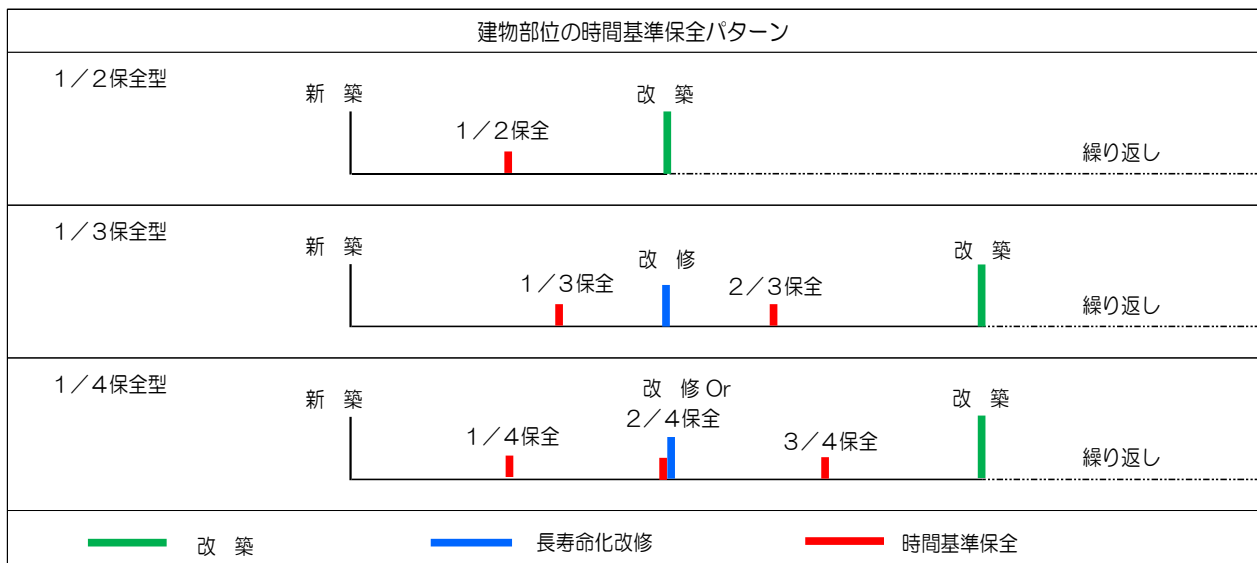 建物部位の時間基準保全パターン
1／2保全型
新　築
改　築
1／2保全
繰り返し
1／3保全型
新　築
改　修
改　築
1／3保全
2／3保全
繰り返し
1／4保全型
新　築
改　修 Or
2／4保全
改　築
1／4保全
3／4保全
繰り返し
改　築
長寿命化改修
時間基準保全